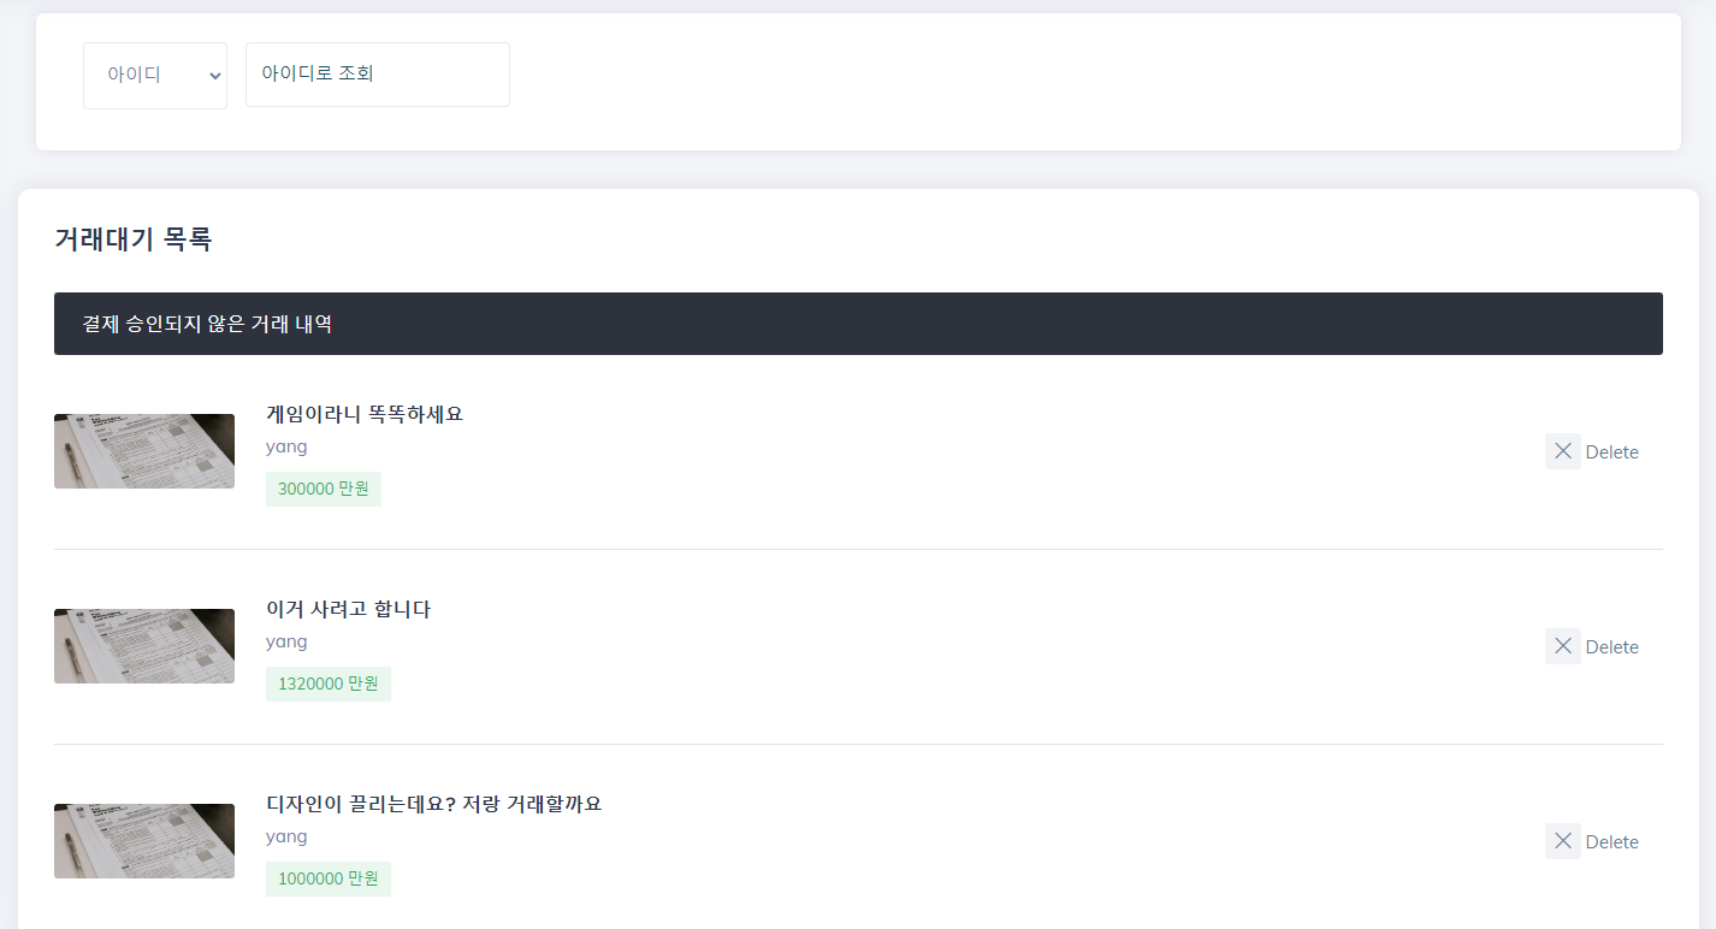 아이디
아이디로 조회
거래대기 목록
결제 승인되지 않은 거래 내역
게임이라니 똑똑하세요
yang
300000 만원
Delete
이거 사려고 합니다
yang
1320000 만원
Delete
디자인이 끌리는데요? 저랑 거래할까요
yang
1000000 만원
Delete